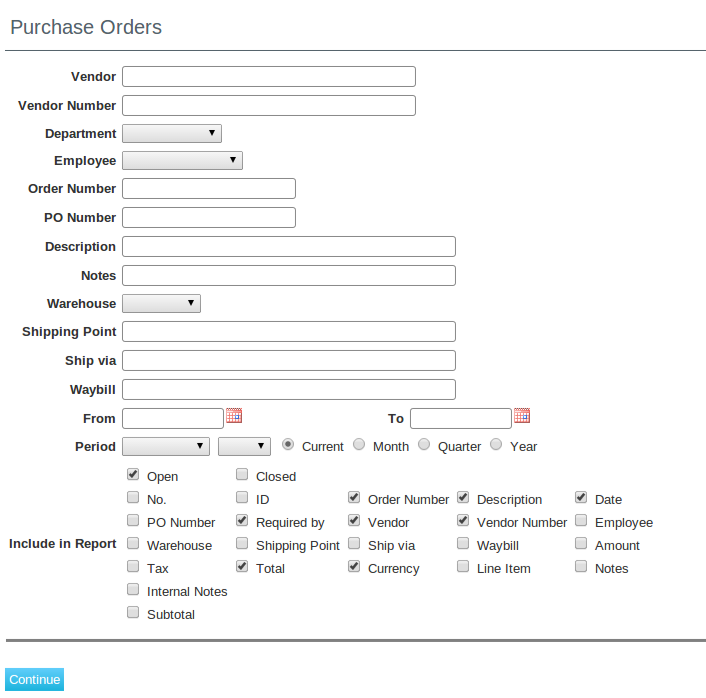 Purchase Orders
Vendor
Vendor Number
Department
Employee
Order Number
PO Number
Description
Notes
Warehouse
Shipping Point
Ship via
Waybill
From To
Period Current Month Quarter Year
Open Closed
No. ID Order Number Description Date
PO Number Required by Vendor Vendor Number Employee
Include in Report Warehouse Shipping Point Ship via Waybill Amount
Tax Total Currency Line Item Notes
Internal Notes
Subtotal
Continue